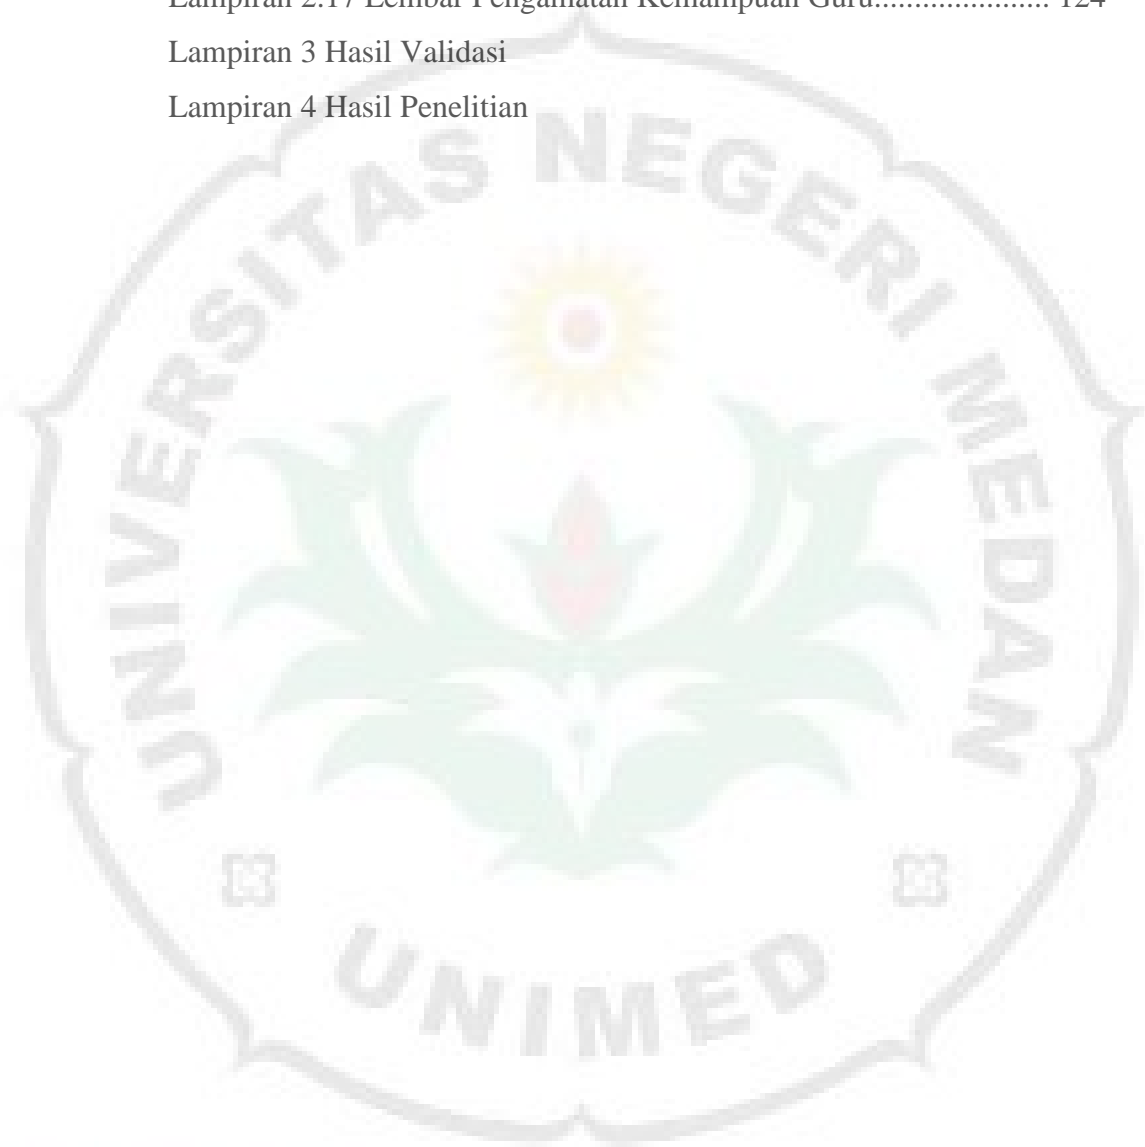 Lampiran 2.17 Lembar Pengamatan Kemampuan Guru...................... 124
Lampiran 3 Hasil Validasi
Lampiran 4 Hasil Penelitian
UNIVERSITAS NEGERI MEDAN
UNIMED